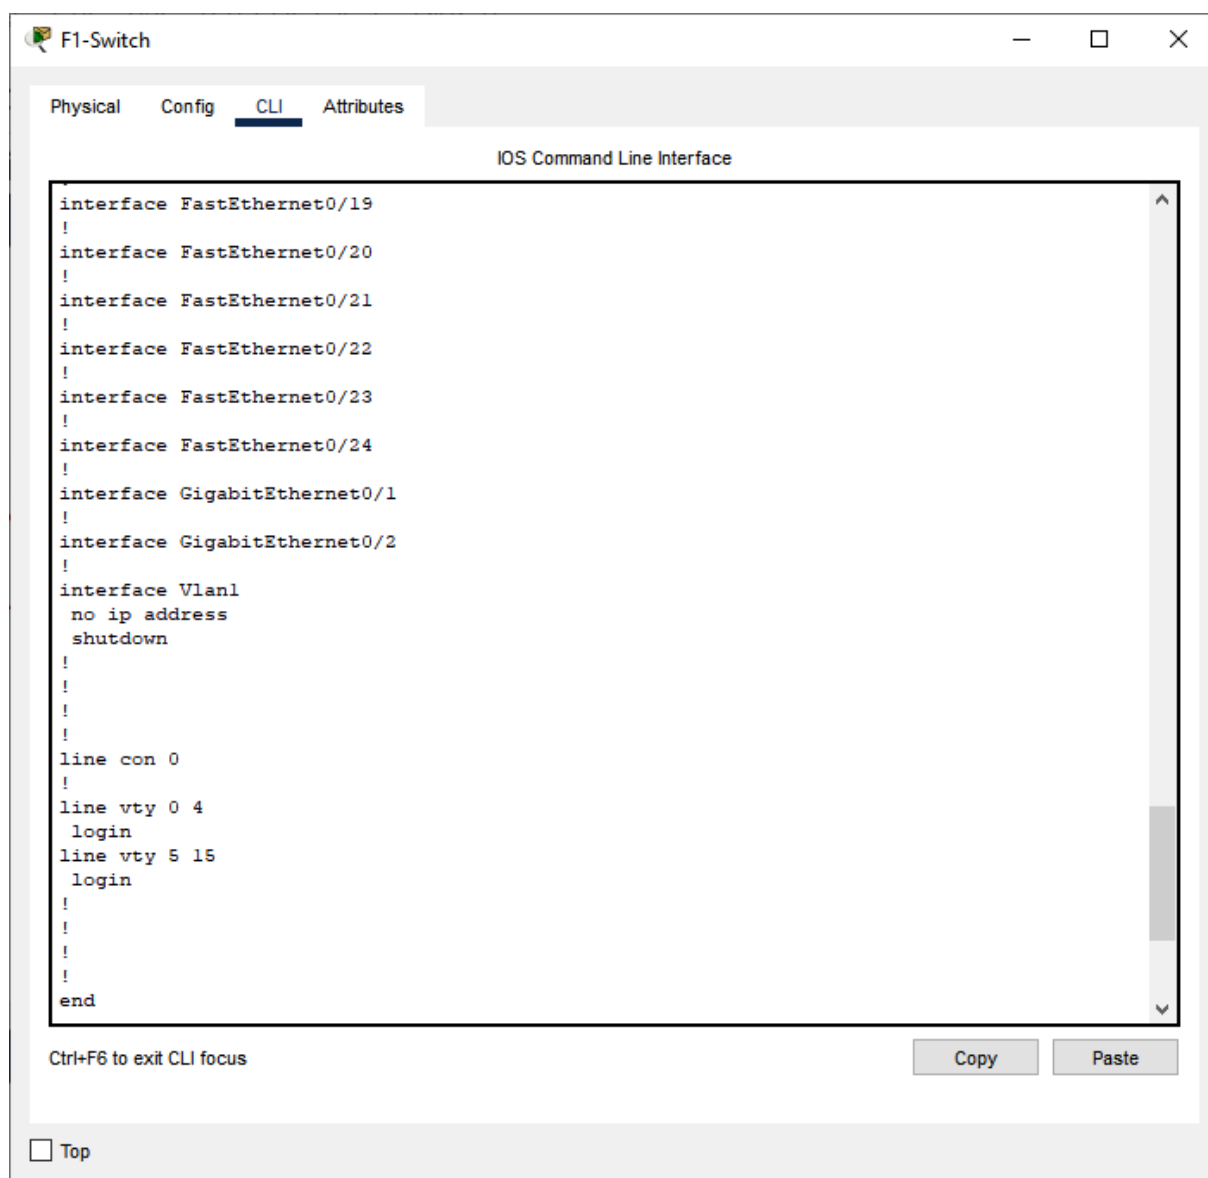 F1-Switch
Physical Config CLI Attributes
IOS Command Line Interface
!
interface FastEthernet0/19
!
interface FastEthernet0/20
!
interface FastEthernet0/21
!
interface FastEthernet0/22
!
interface FastEthernet0/23
!
interface FastEthernet0/24
!
interface GigabitEthernet0/1
!
interface GigabitEthernet0/2
!
interface Vlan1
 no ip address
 shutdown
!
!
!
!
line con 0
!
line vty 0 4
 login
line vty 5 15
 login
!
!
!
!
end
Ctrl+F6 to exit CLI focus
Copy Paste
Top